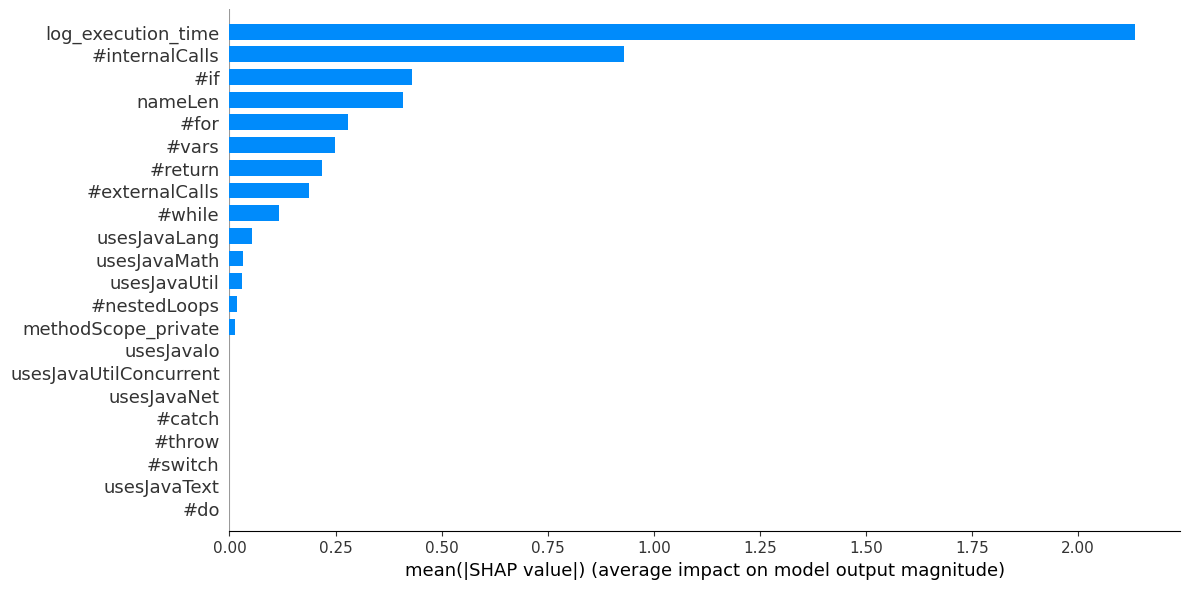 log_execution_time
#internalCalls
#if
nameLen
#for
#vars
#return
#externalCalls
#while
usesJavaLang
usesJavaMath
usesJavaUtil
#nestedLoops
methodScope_private
usesJavaIo
usesJavaUtilConcurrent
usesJavaNet
#catch
#throw
#switch
usesJavaText
#do
0.00 0.25 0.50 0.75 1.00 1.25 1.50 1.75 2.00
mean(|SHAP value|) (average impact on model output magnitude)